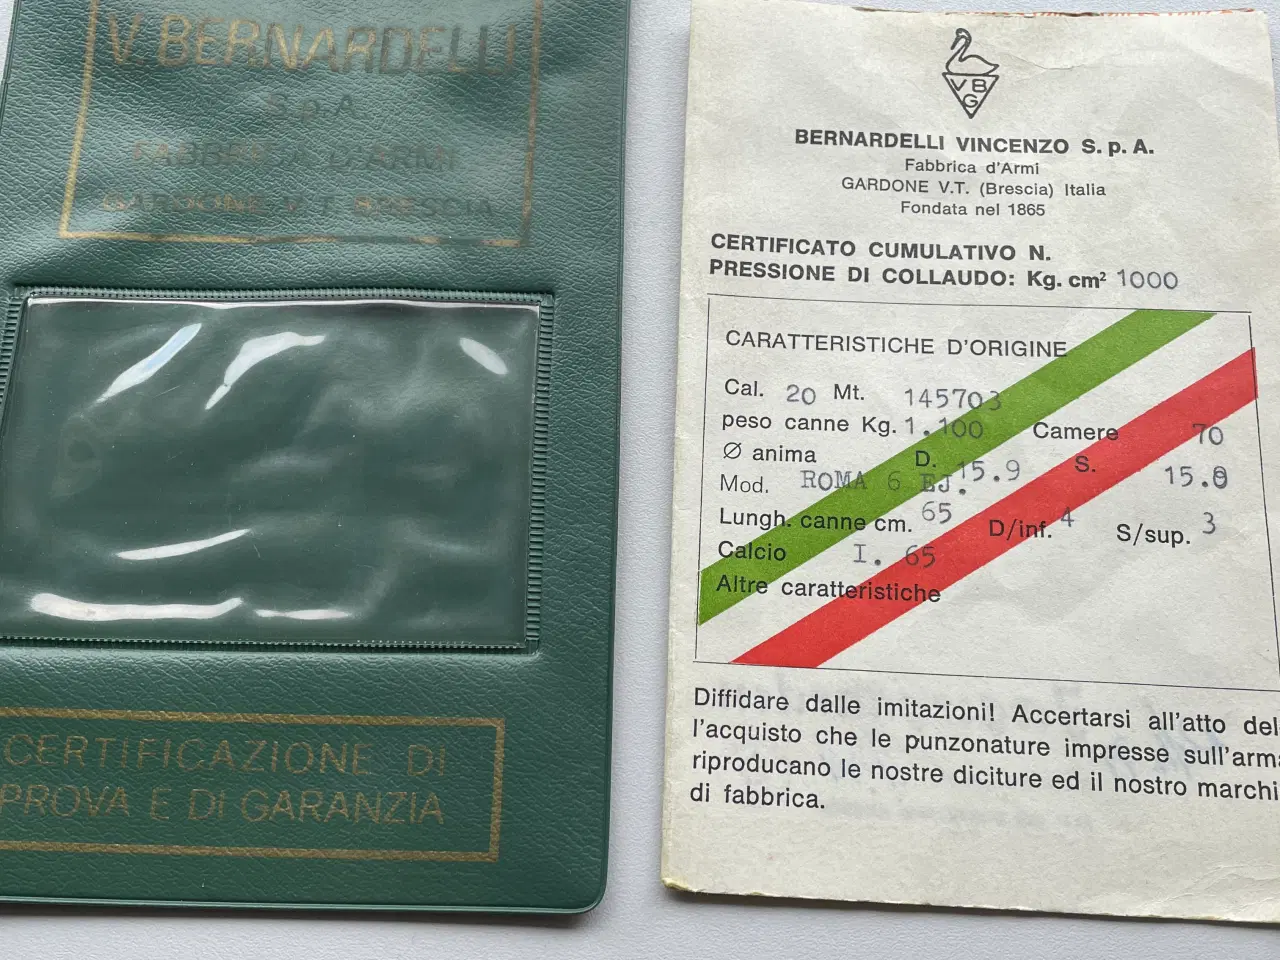 V. BERNARDELLI
p.A
FABBRICA D'ARMI
GARDONE V.T. BRESCIA
CERTIFICAZIONE DI
PROVA E DI GARANZIA
VB
G
BERNARDELLI VINCENZO S.p.A.
Fabbrica d'Armi
GARDONE V.T. (Brescia) Italia
Fondata nel 1865
CERTIFICATO CUMULATIVO N.
PRESSIONE DI COLLAUDO: Kg. cm² 1000
CARATTERISTICHE D'ORIGINE
Cal. 20 Mt. 145703
peso canne Kg. 1.100 Camere 70
Ø anima D. 15.9 S. 15.
Mod. ROMA 6 EJ.
Lungh. canne cm. 65 D/inf. 4 S/sup. 3
Calcio I. 65
Altre caratteristiche
Diffidare dalle imitazioni! Accertarsi all'atto del-
l'acquisto che le punzonature impresse sull'arma
riproducano le nostre diciture ed il nostro marchi
di fabbrica.